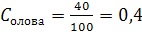 Cолова = 40/100 = 0,4